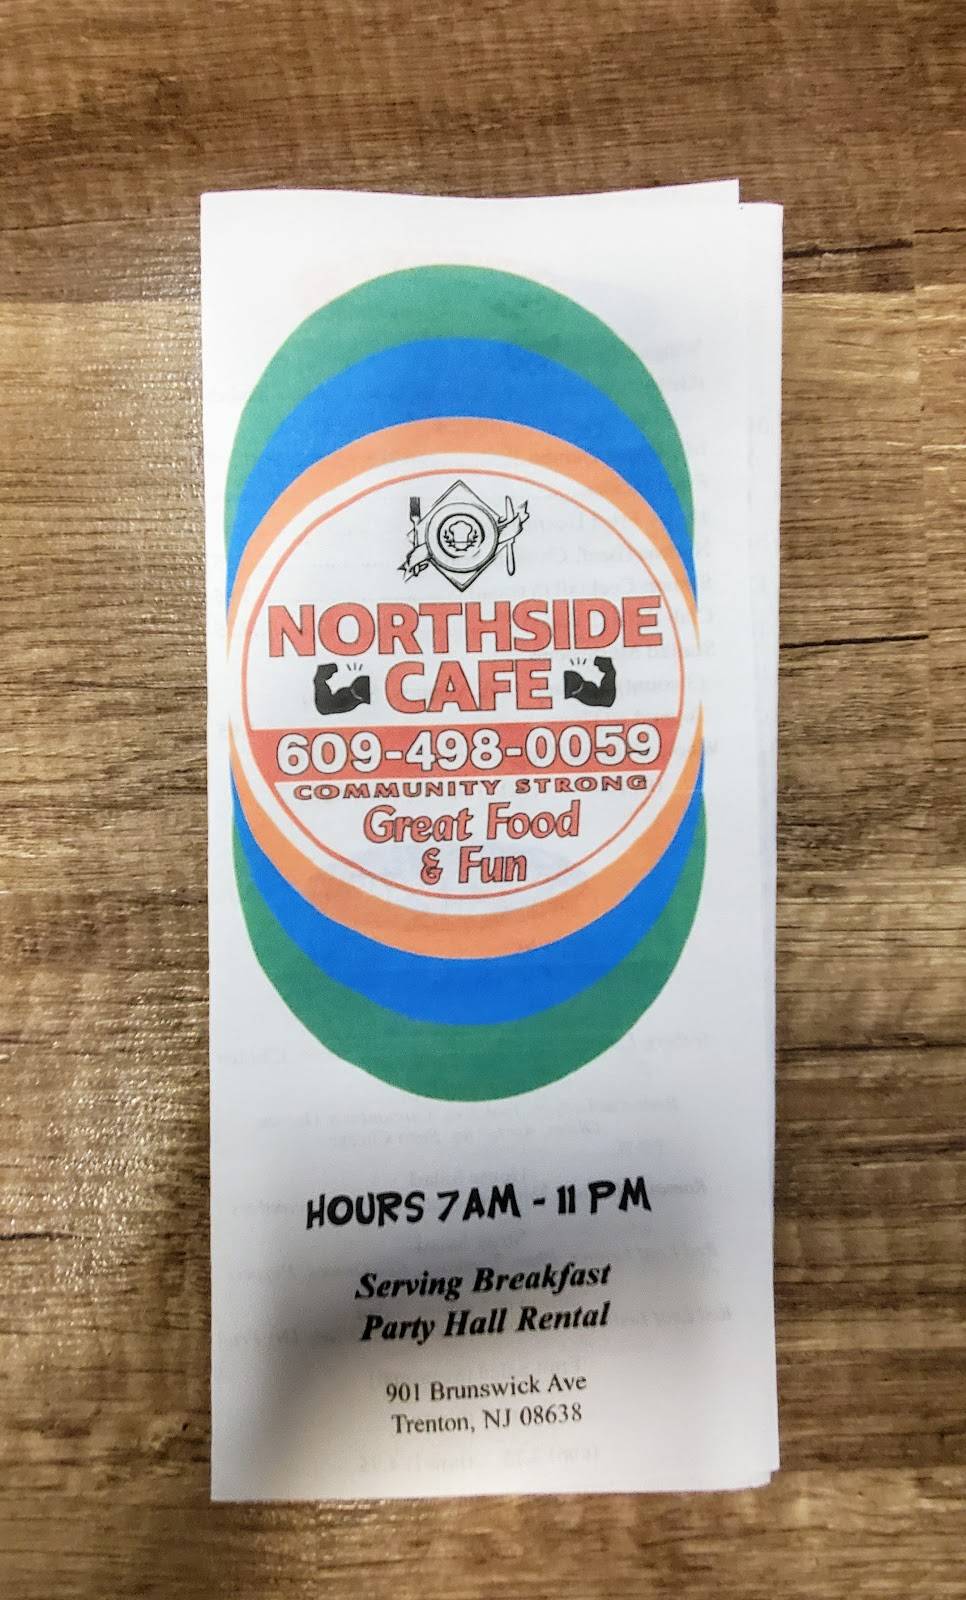 NORTHSIDE
CAFE
609-498-0059
COMMUNITY STRONG
Great Food
& Fun
HOURS 7AM - 11 PM
Serving Breakfast
Party Hall Rental
901 Brunswick Ave
Trenton, NJ 08638